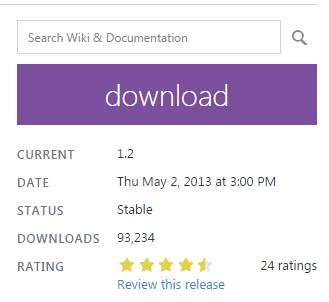 Search Wiki & Documentation
download
CURRENT 1.2
DATE Thu May 2, 2013 at 3:00 PM
STATUS Stable
DOWNLOADS 93,234
RATING 24 ratings
Review this release